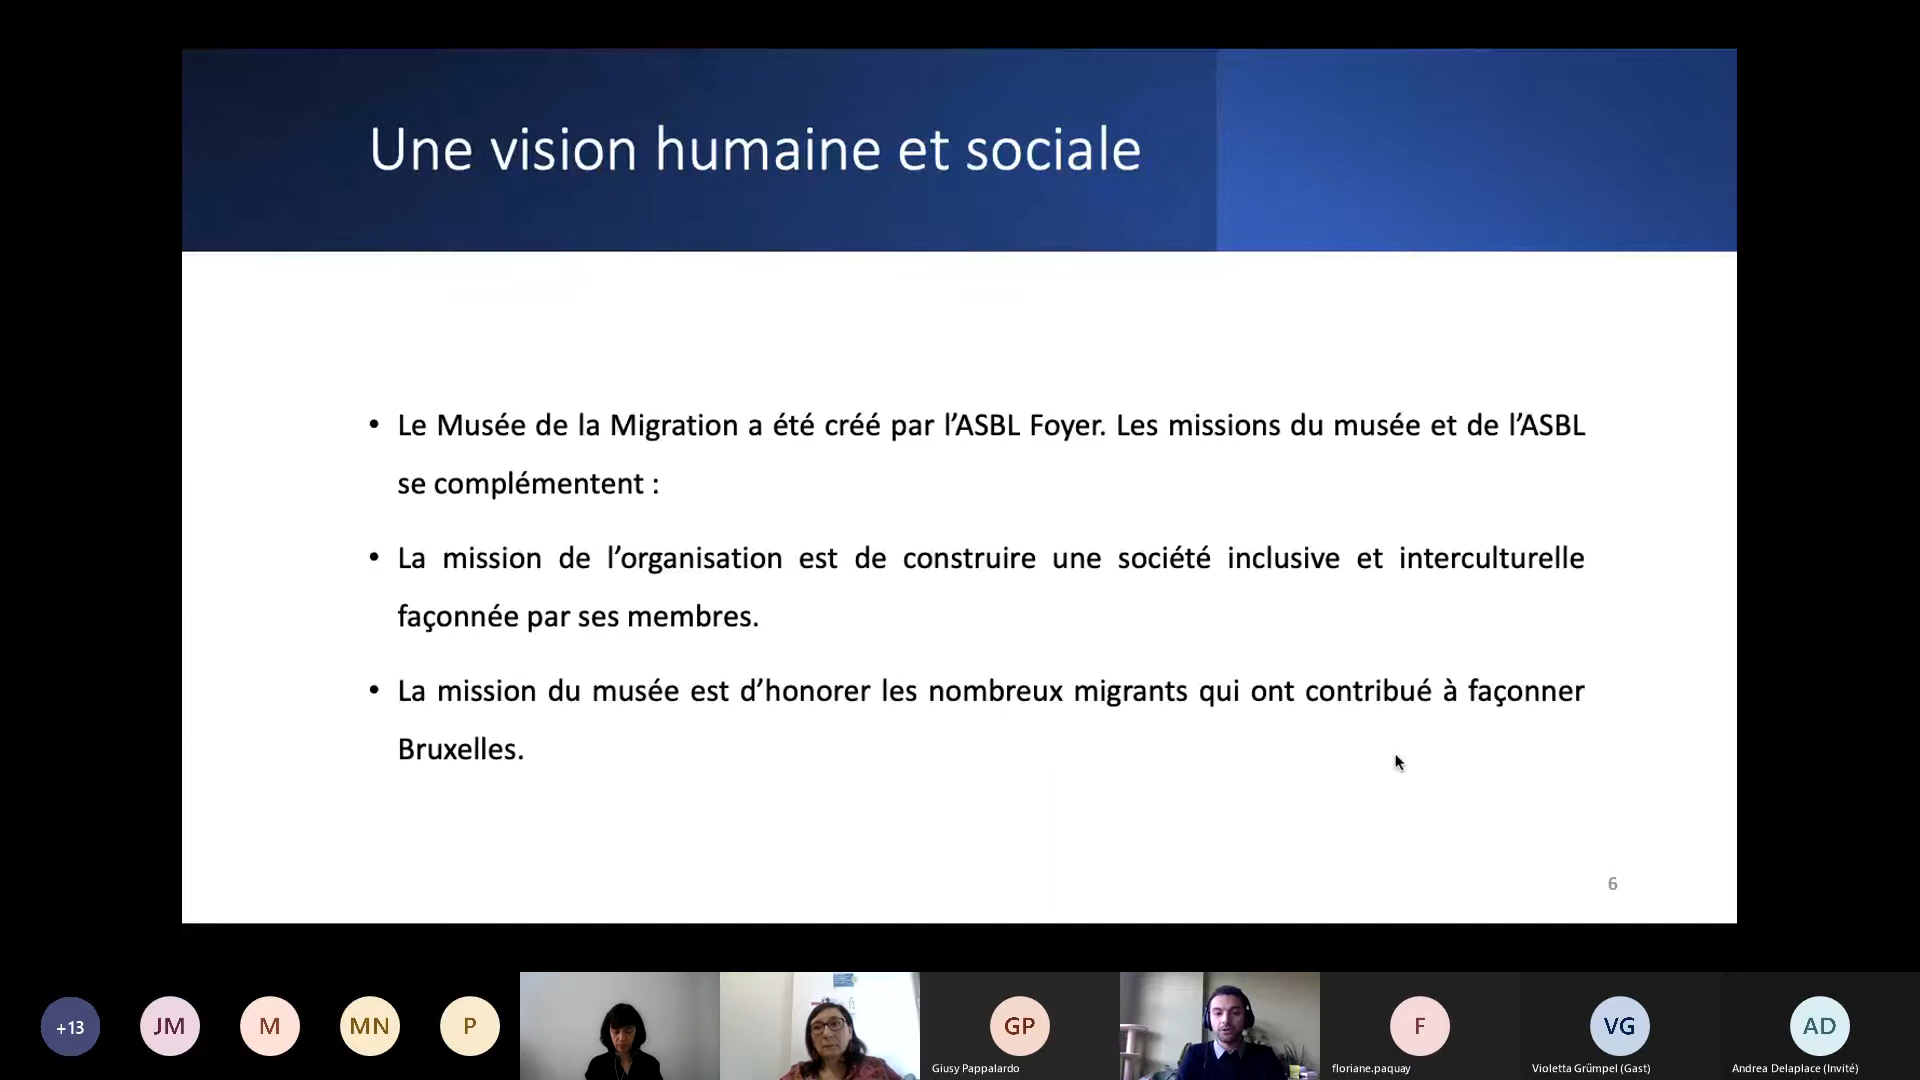 Une vision humaine et sociale
• Le Musée de la Migration a été créé par l’ASBL Foyer. Les missions du musée et de l’ASBL
se complémentent :
• La mission de l’organisation est de construire une société inclusive et interculturelle
façonnée par ses membres.
• La mission du musée est d’honorer les nombreux migrants qui ont contribué à façonner
Bruxelles.
6
+13
JM
M
MN
P
GP
Giusy Pappalardo
F
floriane.paquay
VG
Violetta Grümpel (Gast)
AD
Andrea Delaplace (Invité)